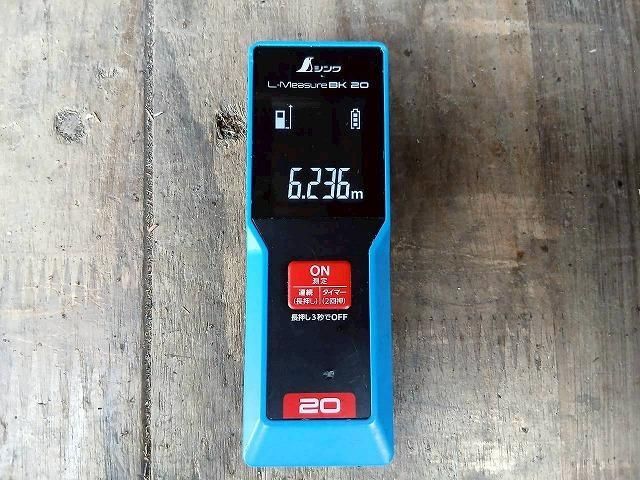 シンワ
L-Measure BK 20
6.236m
ON
測定
連続 タイマー
(長押し) (2回押)
長押し3秒でOFF
20